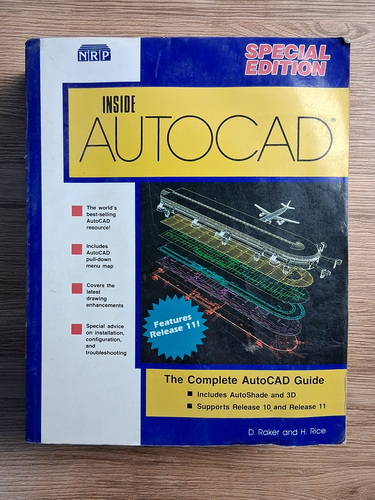 NRP
SPECIAL
EDITION
INSIDE
AUTOCAD®
The world's
best-selling
AutoCAD
resource!
Includes
AutoCAD
pull-down
menu map
Covers the
latest
drawing
enhancements
Special advice
on installation,
configuration,
and
troubleshooting
Features
Release 11!
The Complete AutoCAD Guide
Includes AutoShade and 3D
Supports Release 10 and Release 11
D. Raker and H. Rice